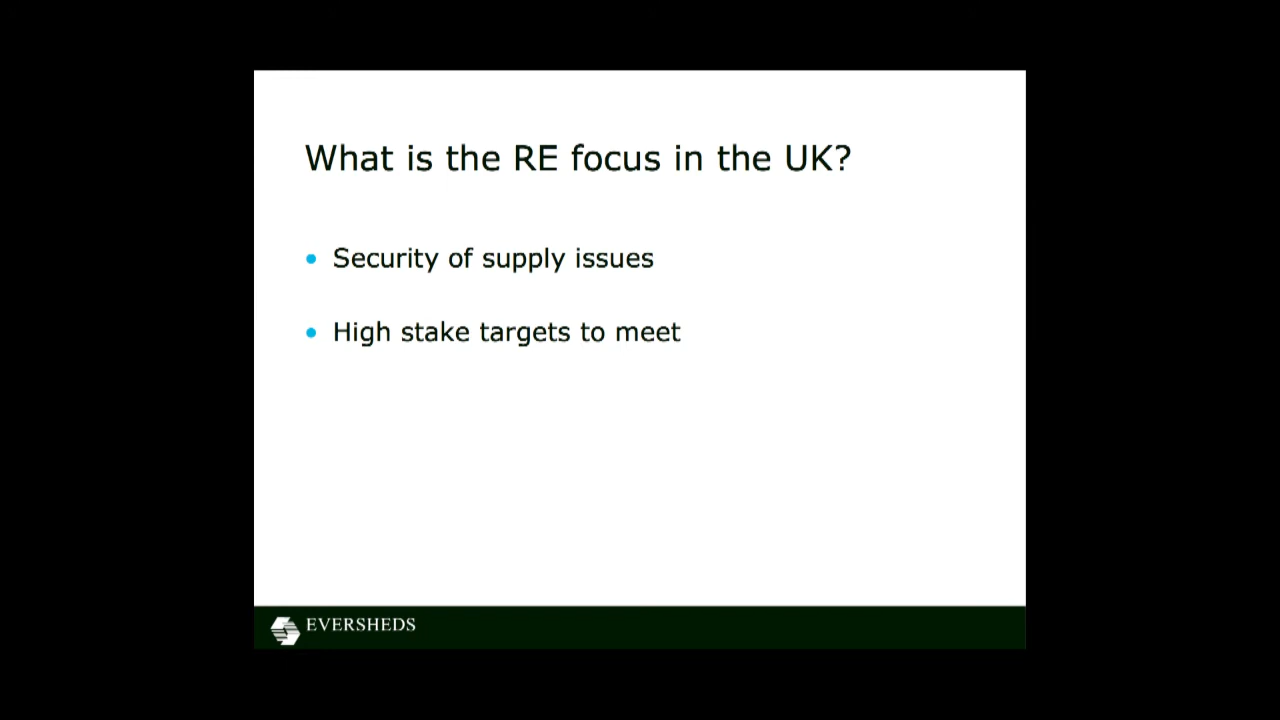 What is the RE focus in the UK?
• Security of supply issues
• High stake targets to meet
EVERSHEDS